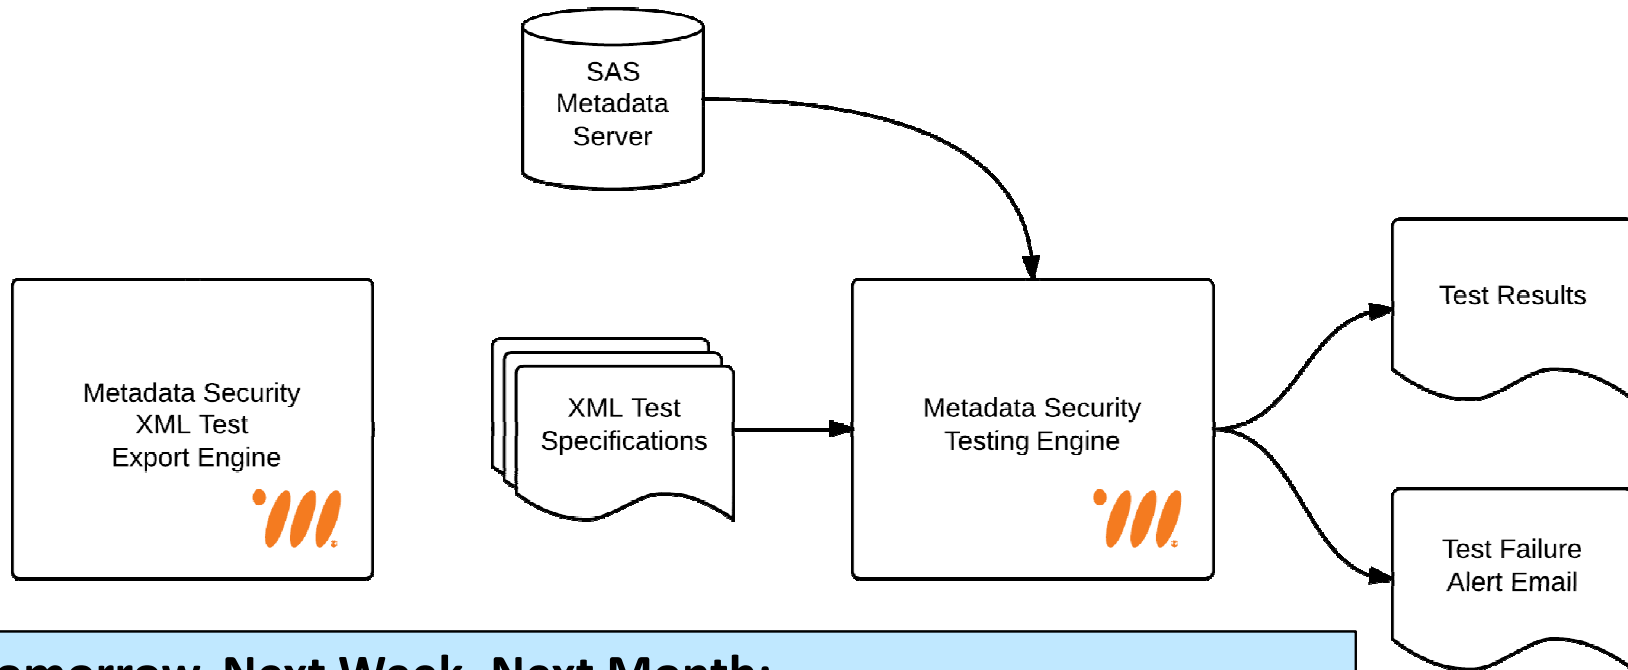 SAS
Metadata
Server
Metadata Security
XML Test
Export Engine
XML Test
Specifications
Metadata Security
Testing Engine
Test Results
Test Failure
Alert Email
Next Week, Next Month: